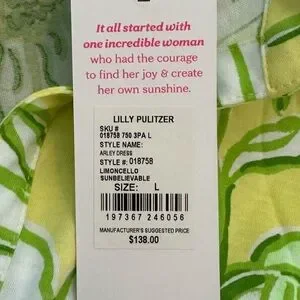 It all started with
one incredible woman
who had the courage
to find her joy & create
her own sunshine.
LILLY PULITZER
SKU #
018758 750 3PA L
STYLE NAME:
ARLEY DRESS
STYLE #: 018758
LIMONCELLO
SUNBELIEVABLE
SIZE: L
197367 246056
MANUFACTURER'S SUGGESTED PRICE
$138.00